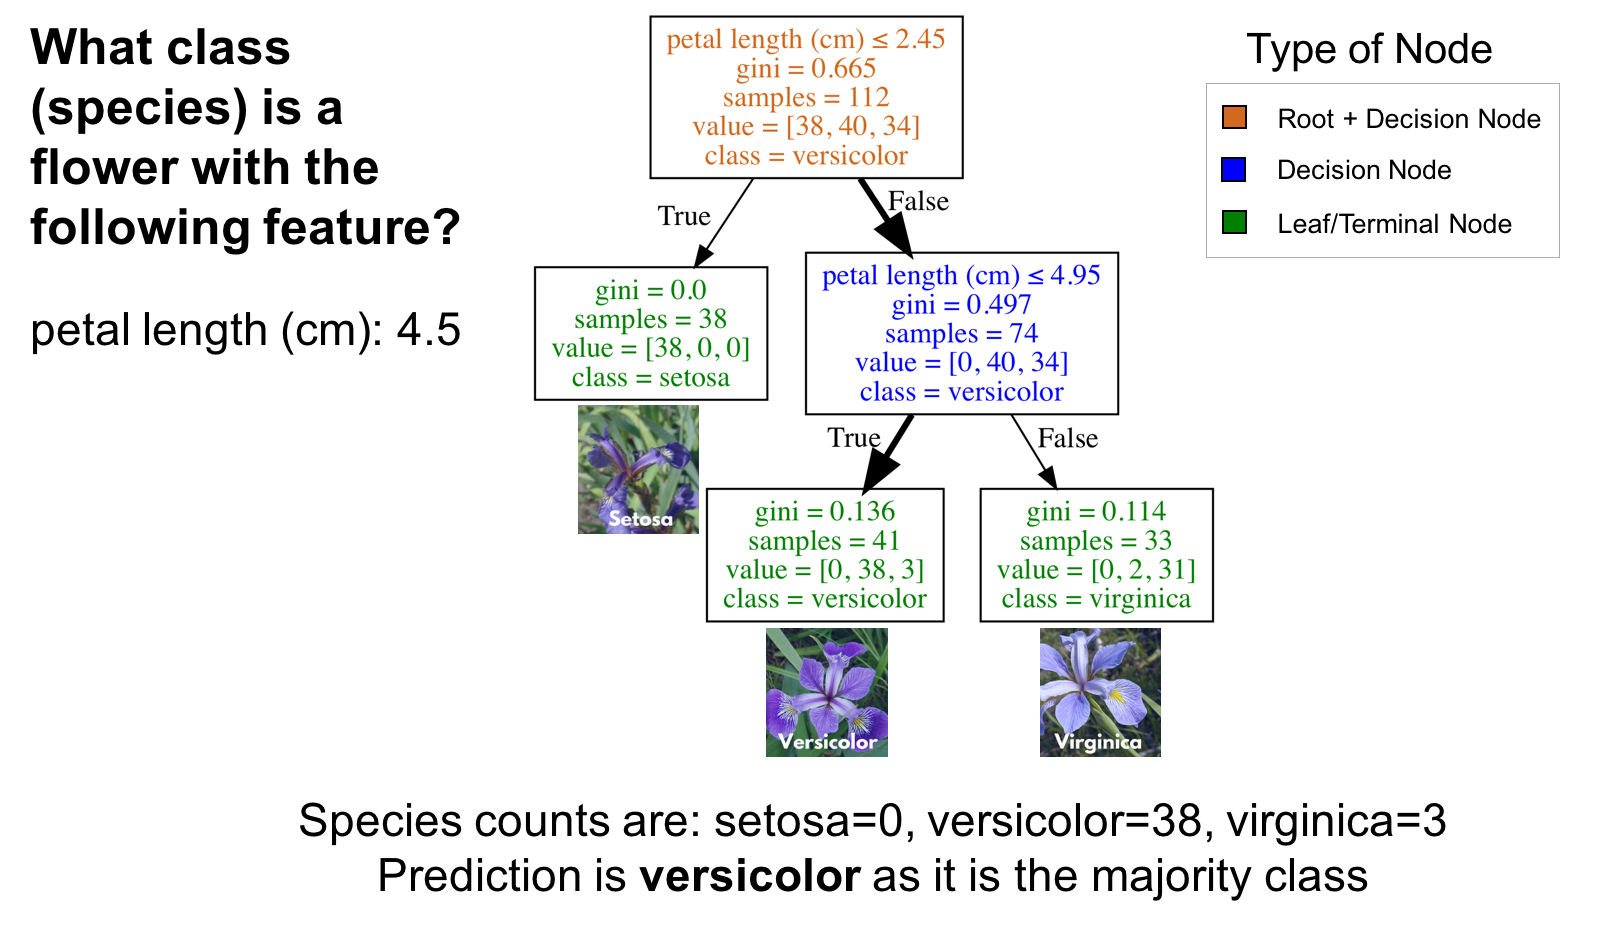 What class
(species) is a
flower with the
following feature?
petal length (cm): 4.5
petal length (cm) ≤ 2.45
gini = 0.665
samples = 112
value = [38, 40, 34]
class = versicolor
True
False
gini = 0.0
samples = 38
value = [38, 0, 0]
class = setosa
Setosa
petal length (cm) ≤ 4.95
gini = 0.497
samples = 74
value = [0, 40, 34]
class = versicolor
True
False
gini = 0.136
samples = 41
value = [0, 38, 3]
class = versicolor
Versicolor
gini = 0.114
samples = 33
value = [0, 2, 31]
class = virginica
Virginica
Type of Node
Root + Decision Node
Decision Node
Leaf/Terminal Node
Species counts are: setosa=0, versicolor=38, virginica=3
Prediction is versicolor as it is the majority class